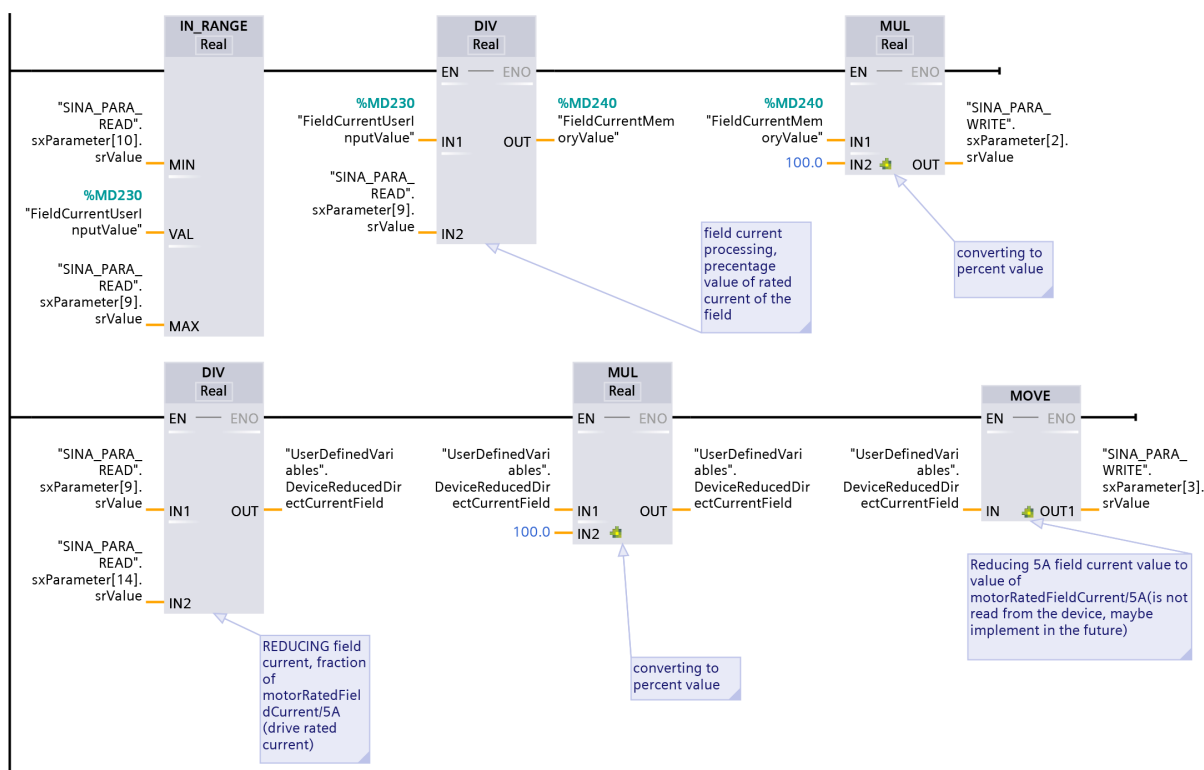 IN_RANGE
Real
"SINA_PARA_
READ".
sxParameter[10].
srValue
MIN
%MD230
"FieldCurrentUserI
nputValue"
VAL
"SINA_PARA_
READ".
sxParameter[9].
srValue
MAX
DIV
Real
EN
ENO
%MD230
"FieldCurrentUserI
nputValue"
IN1
"SINA_PARA_
READ".
sxParameter[9].
srValue
IN2
OUT
%MD240
"FieldCurrentMem
oryValue"
field current
processing,
precentage
value of rated
current of the
field
MUL
Real
EN
ENO
%MD240
"FieldCurrentMem
oryValue"
IN1
100.0
IN2
OUT
"SINA_PARA_
WRITE".
sxParameter[2].
srValue
converting to
percent value
DIV
Real
EN
ENO
"SINA_PARA_
READ".
sxParameter[9].
srValue
IN1
"SINA_PARA_
READ".
sxParameter[14].
srValue
IN2
OUT
"UserDefinedVari
ables".
DeviceReducedDir
ectCurrentField
REDUCING field
current, fraction
of
motorRatedFiel
dCurrent/5A
(drive rated
current)
MUL
Real
EN
ENO
"UserDefinedVari
ables".
DeviceReducedDir
ectCurrentField
IN1
100.0
IN2
OUT
"UserDefinedVari
ables".
DeviceReducedDir
ectCurrentField
converting to
percent value
MOVE
EN
ENO
"UserDefinedVari
ables".
DeviceReducedDir
ectCurrentField
IN
OUT1
"SINA_PARA_
WRITE".
sxParameter[3].
srValue
Reducing 5A field current value to
value of
motorRatedFieldCurrent/5A(is not
read from the device, maybe
implement in the future)